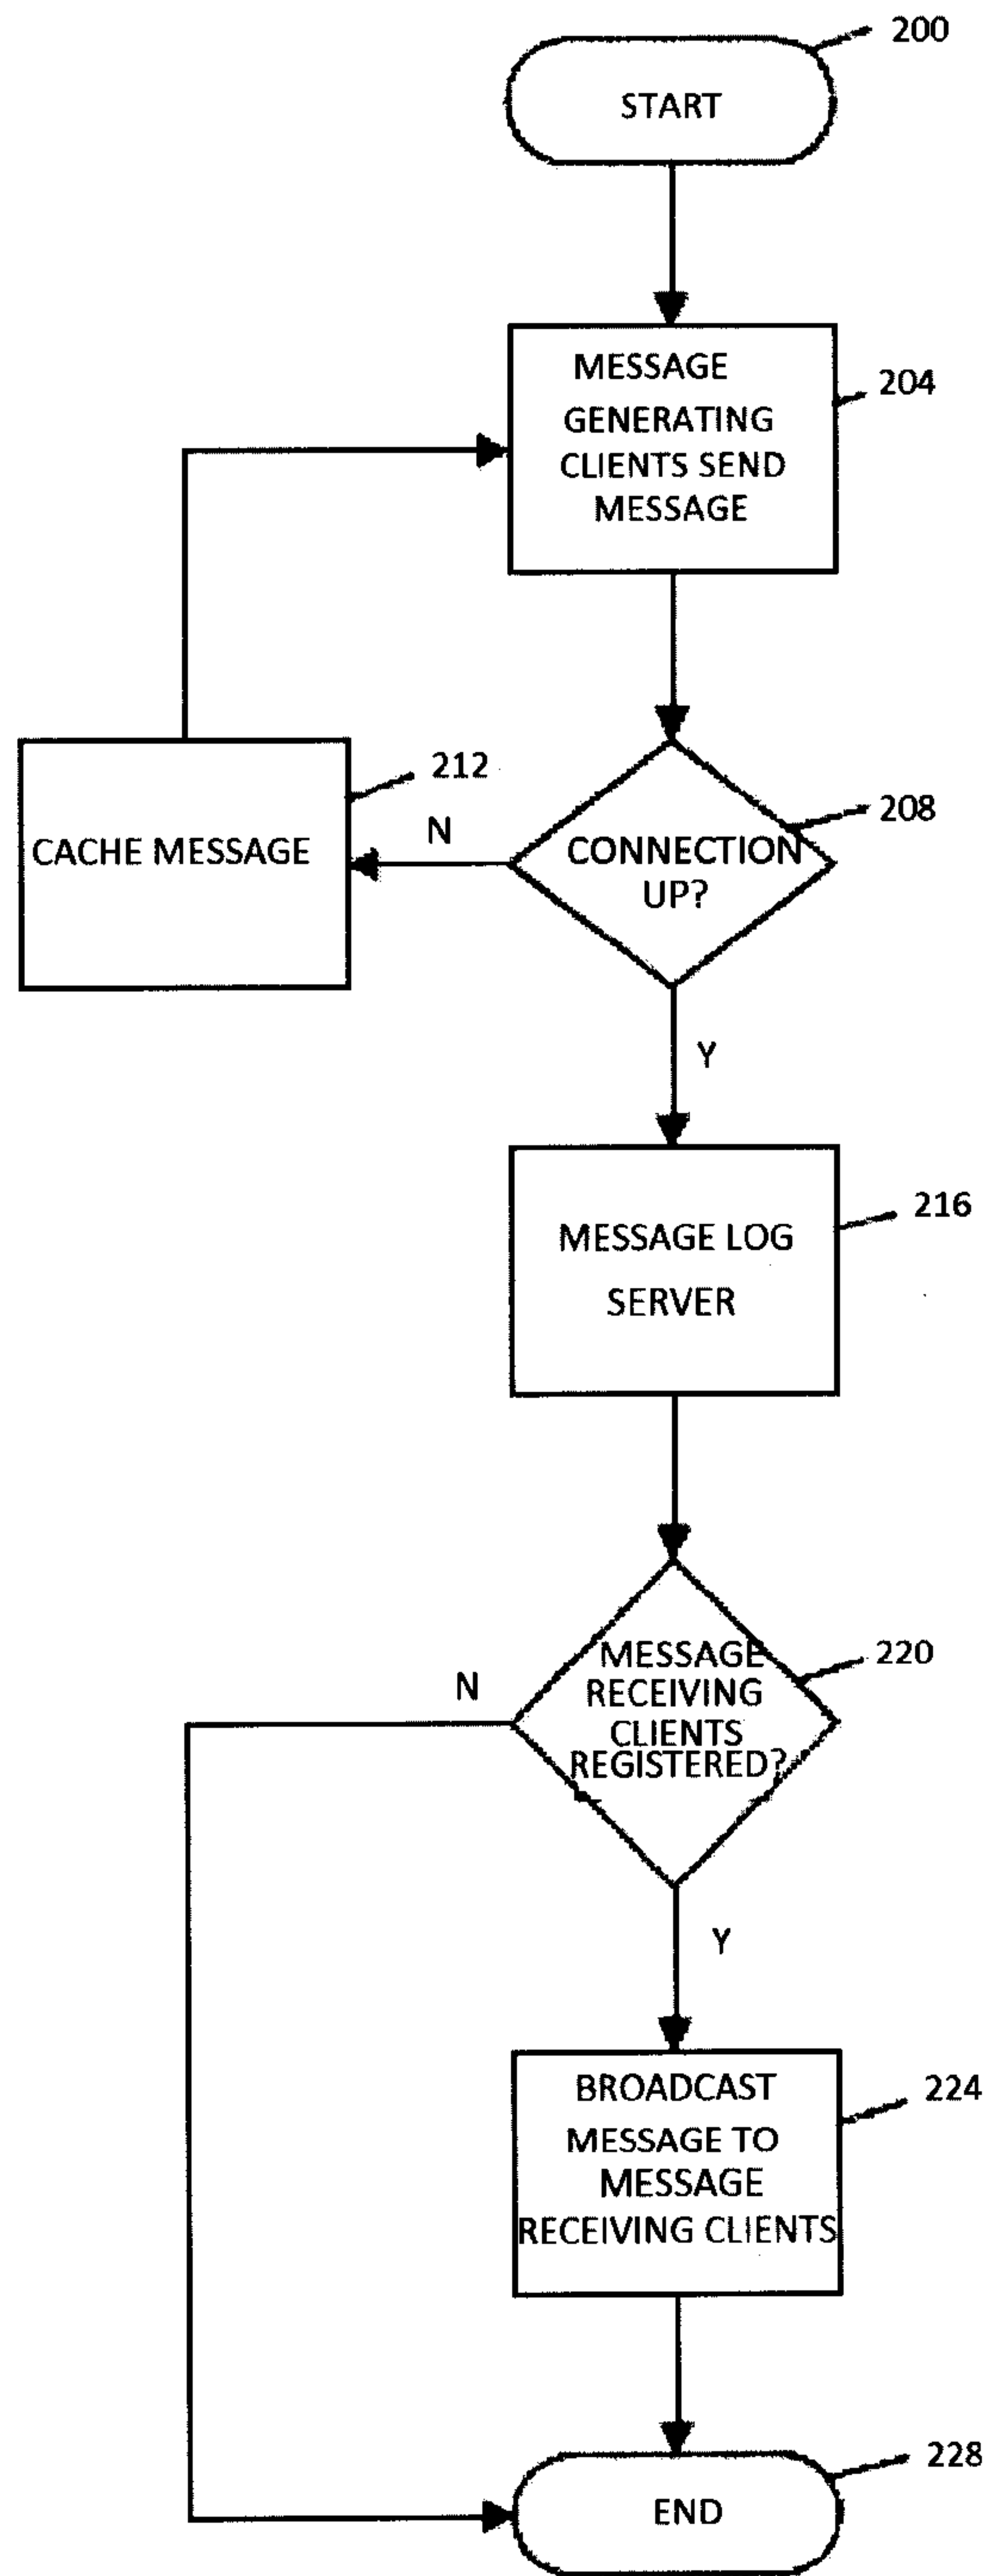 200
START
204
MESSAGE
GENERATING
CLIENTS SEND
MESSAGE
212
CACHE MESSAGE
N
208
CONNECTION
UP?
Y
216
MESSAGE LOG
SERVER
220
N
MESSAGE
RECEIVING
CLIENTS
REGISTERED?
Y
224
BROADCAST
MESSAGE TO
MESSAGE
RECEIVING CLIENTS
228
END